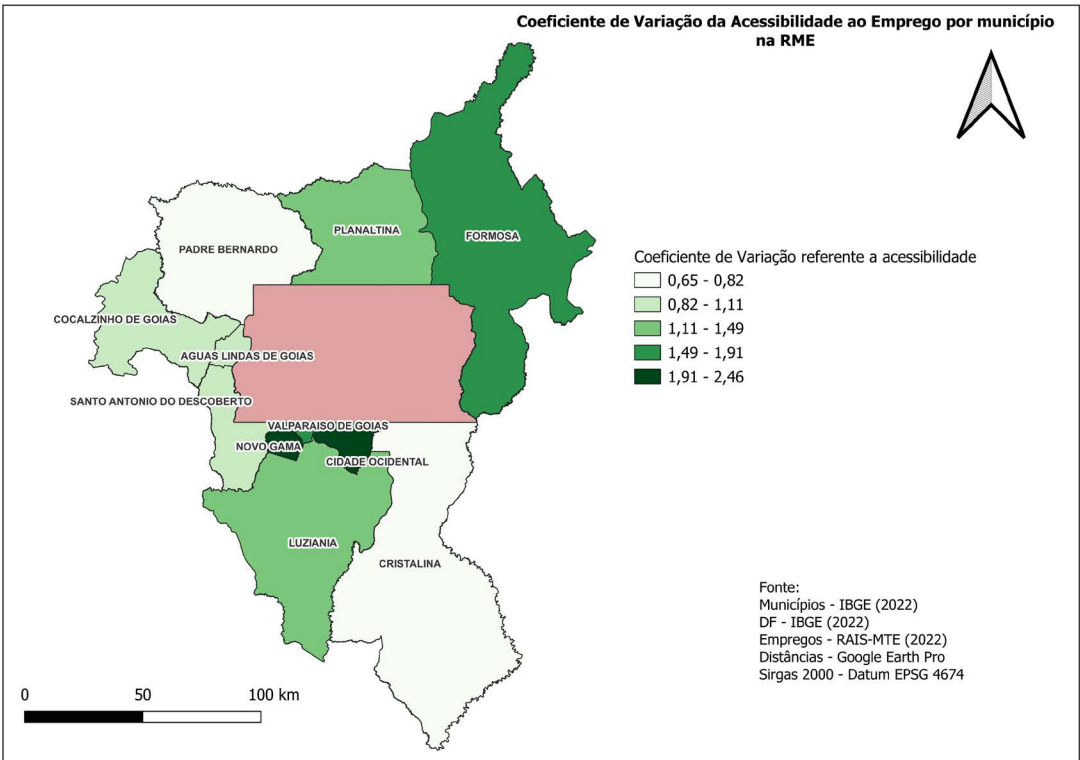 Coeficiente de Variação da Acessibilidade ao Emprego por município
na RME
PLANALTINA
FORMOSA
PADRE BERNARDO
COCALZINHO DE GOIAS
AGUAS LINDAS DE GOIAS
SANTO ANTONIO DO DESCOBERTO
VALPARAISO DE GOIAS
NOVO GAMA
CIDADE OCIDENTAL
LUZIANIA
CRISTALINA
Coeficiente de Variação referente a acessibilidade
0,65 - 0,82
0,82 - 1,11
1,11 - 1,49
1,49 - 1,91
1,91 - 2,46
Fonte:
Municípios - IBGE (2022)
DF - IBGE (2022)
Empregos - RAIS-MTE (2022)
Distâncias - Google Earth Pro
Sirgas 2000 - Datum EPSG 4674
0 50 100 km